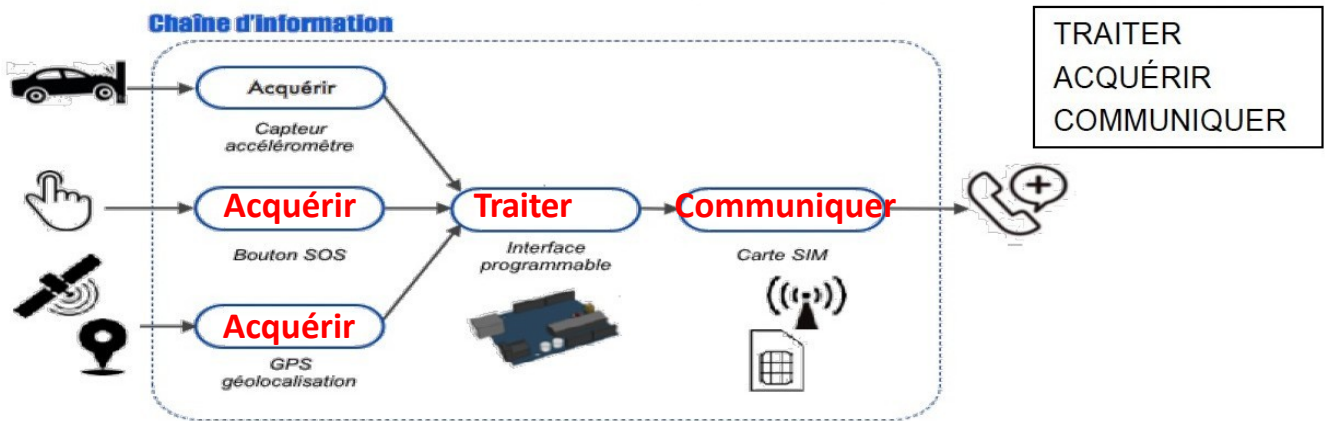 Chaîne d'information
TRAITER
ACQUÉRIR
COMMUNIQUER
Acquérir
Capteur
accéléromètre
Acquérir
Bouton SOS
Traiter
Interface
programmable
Communiquer
Carte SIM
Acquérir
GPS
géolocalisation